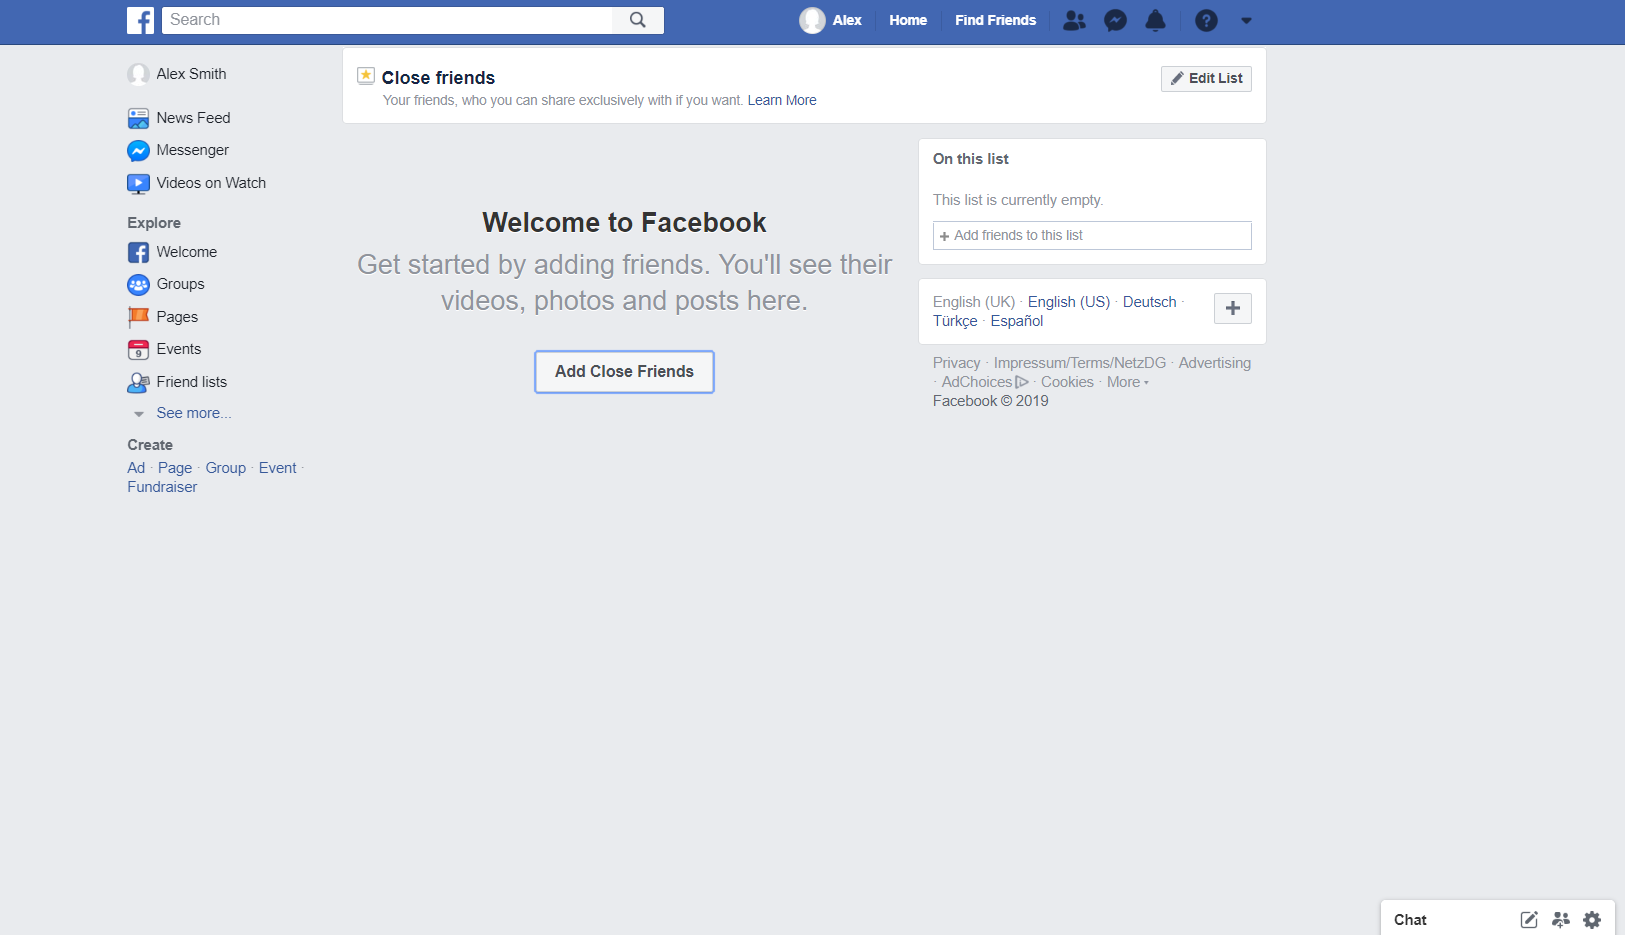 Search
Alex
Home
Find Friends
Alex Smith
News Feed
Messenger
Videos on Watch
Explore
Welcome
Groups
Pages
9
Events
Friend lists
See more...
Create
Ad · Page · Group · Event ·
Fundraiser
Close friends
Your friends, who you can share exclusively with if you want. Learn More
Edit List
Welcome to Facebook
Get started by adding friends. You'll see their
videos, photos and posts here.
Add Close Friends
On this list
This list is currently empty.
+ Add friends to this list
English (UK) · English (US) · Deutsch ·
Türkçe · Español
Privacy · Impressum/Terms/NetzDG · Advertising
· AdChoices · Cookies · More
Facebook © 2019
Chat